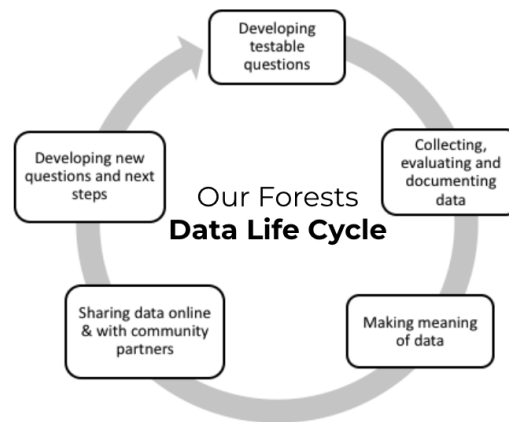 Developing
testable
questions
Collecting,
evaluating and
documenting
data
Making meaning
of data
Sharing data online
& with community
partners
Developing new
questions and next
steps
Our Forests
Data Life Cycle